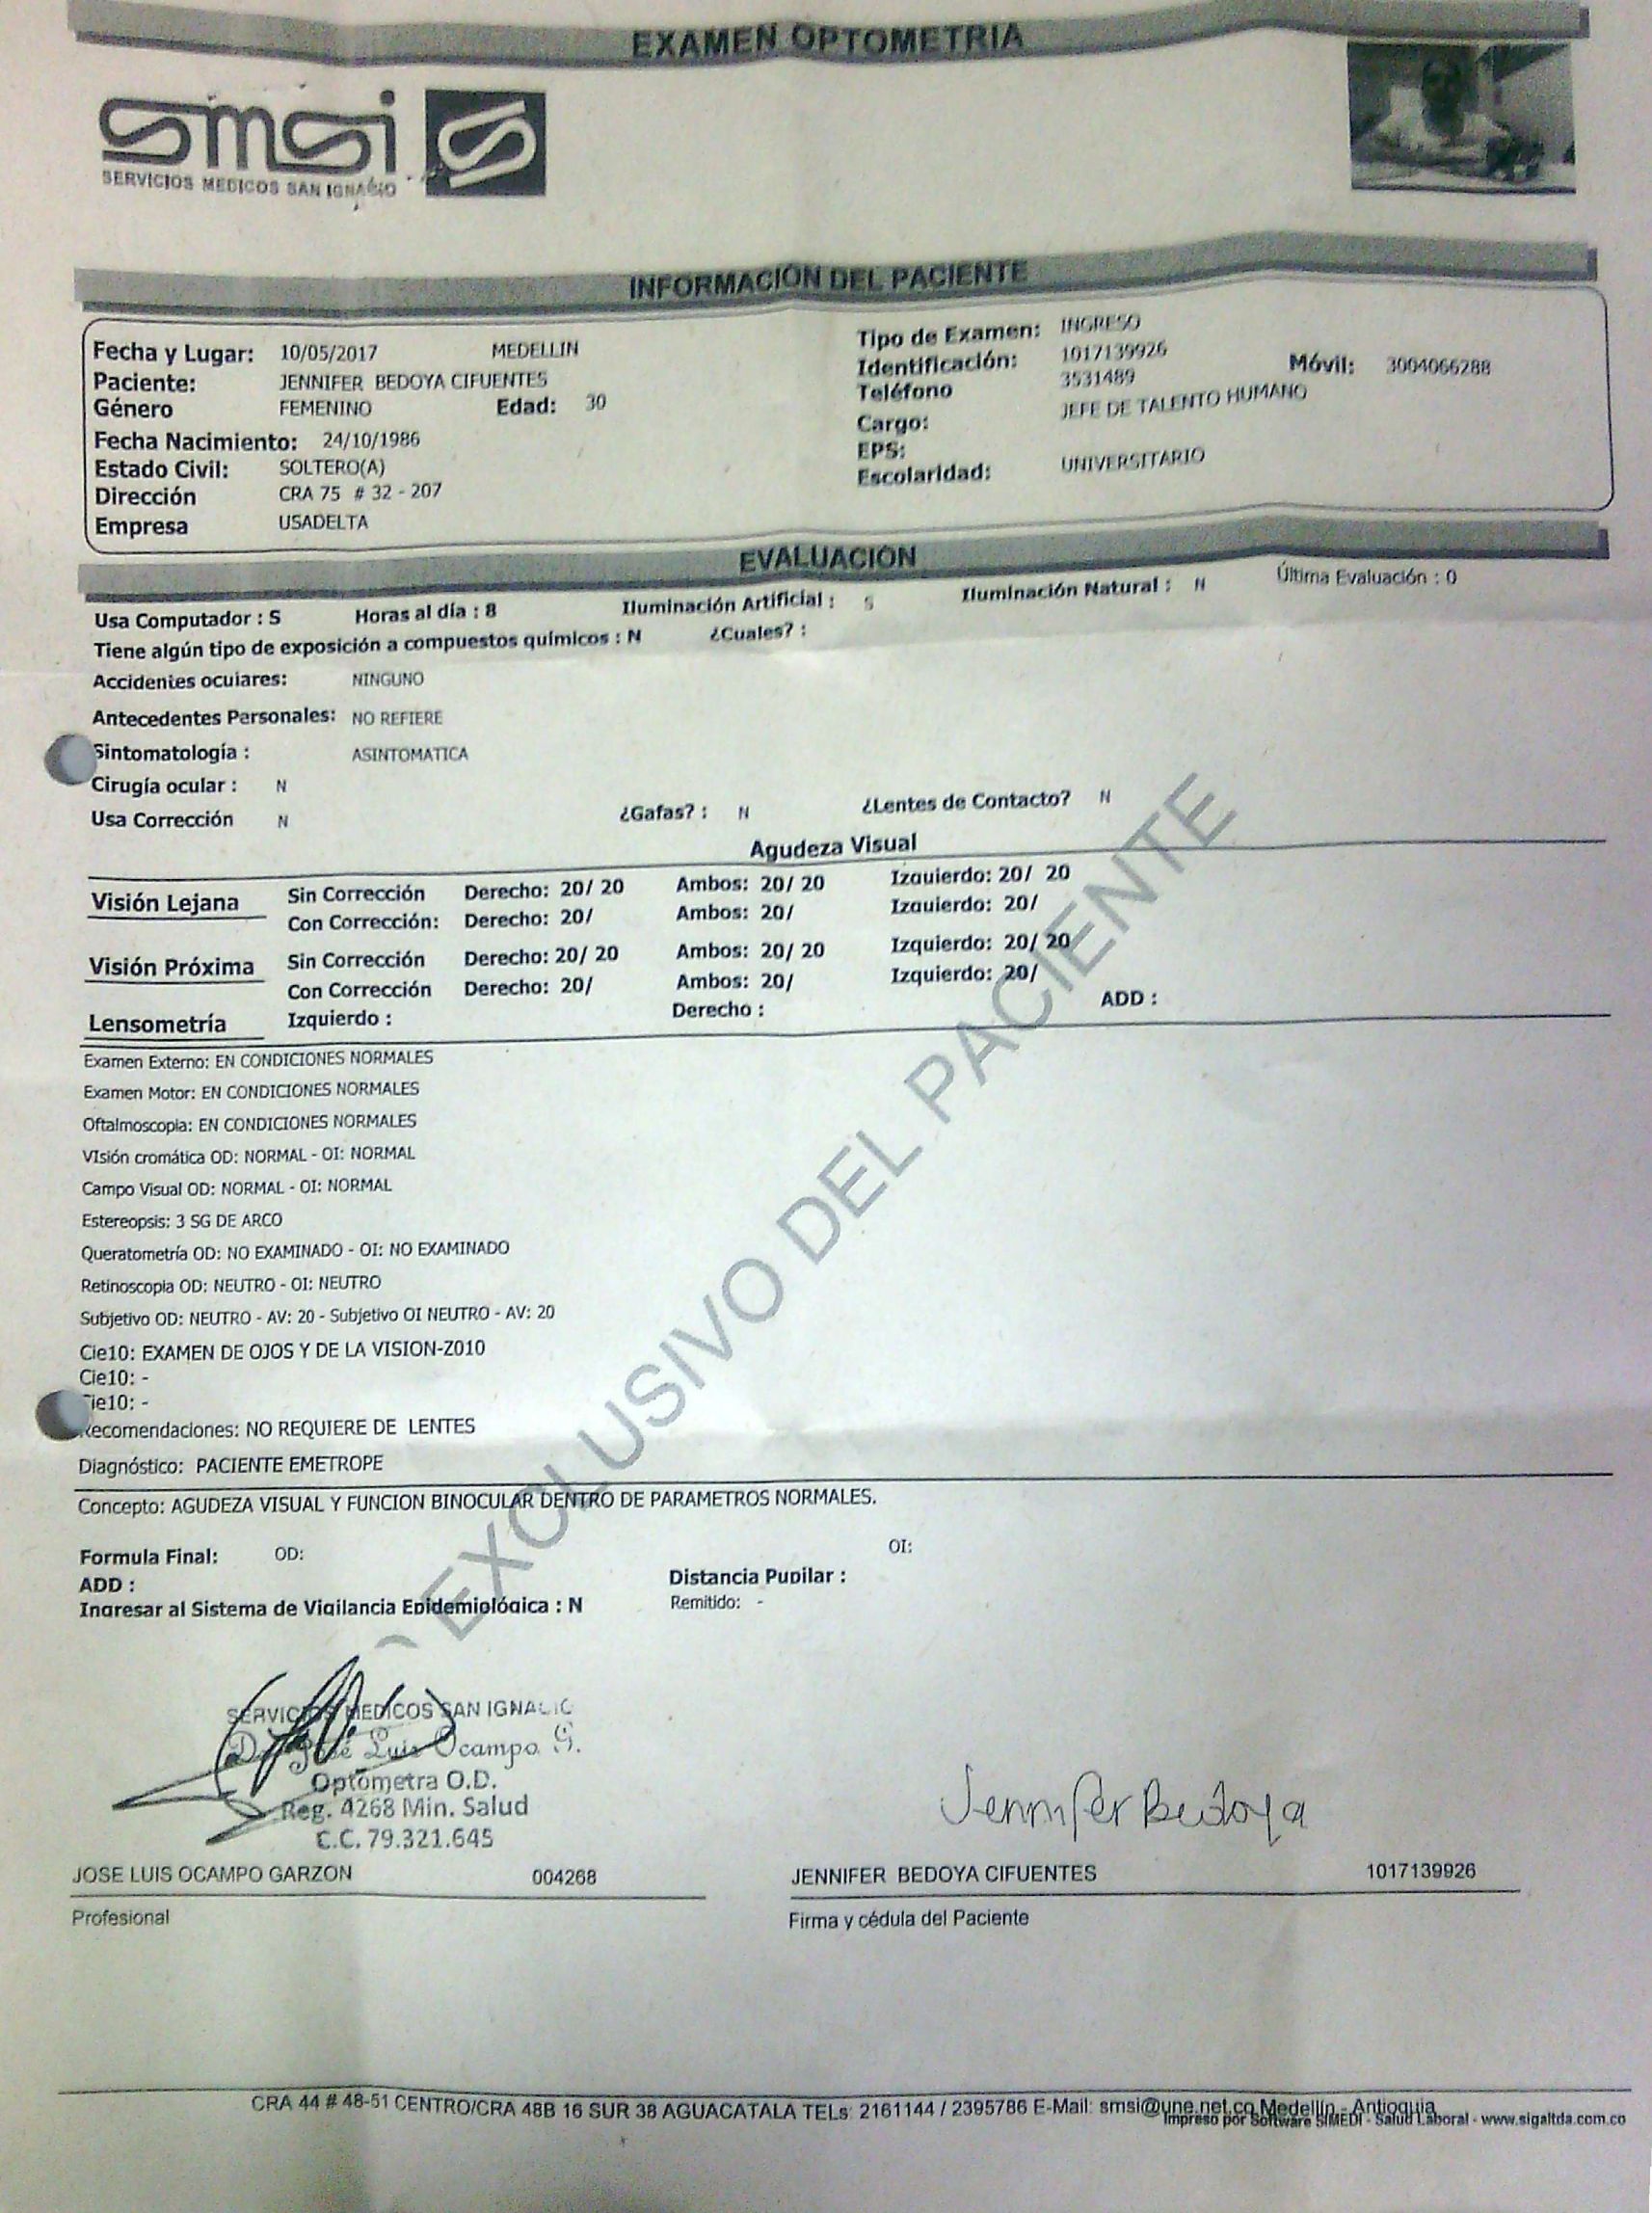 EXAMEN OPTOMETRIA
smsi
SERVICIOS MEDICOS SAN IGNACIO
INFORMACIÓN DEL PACIENTE
Fecha y Lugar: 10/05/2017 MEDELLIN Tipo de Examen: INGRESO
Paciente: JENNIFER BEDOYA CIFUENTES Identificación: 1017139926 Móvil: 3004066288
Género FEMENINO Edad: 30 Teléfono 3531489
Fecha Nacimiento: 24/10/1986 Cargo: JEFE DE TALENTO HUMANO
Estado Civil: SOLTERO(A) EPS:
Dirección CRA 75 # 32 - 207 Escolaridad: UNIVERSITARIO
Empresa USADELTA
EVALUACION
Usa Computador : S Horas al día : 8 Iluminación Artificial : S Iluminación Natural : N Última Evaluación : 0
Tiene algún tipo de exposición a compuestos químicos : N ¿Cuales? :
Accidentes oculares: NINGUNO
Antecedentes Personales: NO REFIERE
Sintomatología : ASINTOMATICA
Cirugía ocular : N
Usa Corrección N ¿Gafas? : N ¿Lentes de Contacto? N
Agudeza Visual
Visión Lejana Sin Corrección Derecho: 20/ 20 Ambos: 20/ 20 Izquierdo: 20/ 20
Con Corrección: Derecho: 20/ Ambos: 20/ Izquierdo: 20/
Visión Próxima Sin Corrección Derecho: 20/ 20 Ambos: 20/ 20 Izquierdo: 20/ 20
Con Corrección Derecho: 20/ Ambos: 20/ Izquierdo: 20/
Lensometría Izquierdo : Derecho : ADD :
Examen Externo: EN CONDICIONES NORMALES
Examen Motor: EN CONDICIONES NORMALES
Oftalmoscopia: EN CONDICIONES NORMALES
VIsión cromática OD: NORMAL - OI: NORMAL
Campo Visual OD: NORMAL - OI: NORMAL
Estereopsis: 3 SG DE ARCO
Queratometría OD: NO EXAMINADO - OI: NO EXAMINADO
Retinoscopia OD: NEUTRO - OI: NEUTRO
Subjetivo OD: NEUTRO - AV: 20 - Subjetivo OI NEUTRO - AV: 20
Cie10: EXAMEN DE OJOS Y DE LA VISION-Z010
Cie10: -
Cie10: -
Recomendaciones: NO REQUIERE DE LENTES
Diagnóstico: PACIENTE EMETROPE
Concepto: AGUDEZA VISUAL Y FUNCION BINOCULAR DENTRO DE PARAMETROS NORMALES.
Formula Final: OD: OI:
ADD : Distancia Pupilar :
Ingresar al Sistema de Vigilancia Epidemiológica : N Remitido: -
EXCLUSIVO DEL PACIENTE
SERVICIOS MEDICOS SAN IGNACIO
Dr. José Luis Ocampo G.
Optómetra O.D.
Reg. 4268 Min. Salud
C.C. 79.321.645
Jennifer Bedoya
JOSE LUIS OCAMPO GARZON 004268 JENNIFER BEDOYA CIFUENTES 1017139926
Profesional Firma y cédula del Paciente
CRA 44 # 48-51 CENTRO/CRA 48B 16 SUR 38 AGUACATALA TELs: 2161144 / 2395786 E-Mail: smsi@une.net.co Medellin - Antioquia
Impreso por Software SIMEDI - Salud Laboral - www.sigaltda.com.co